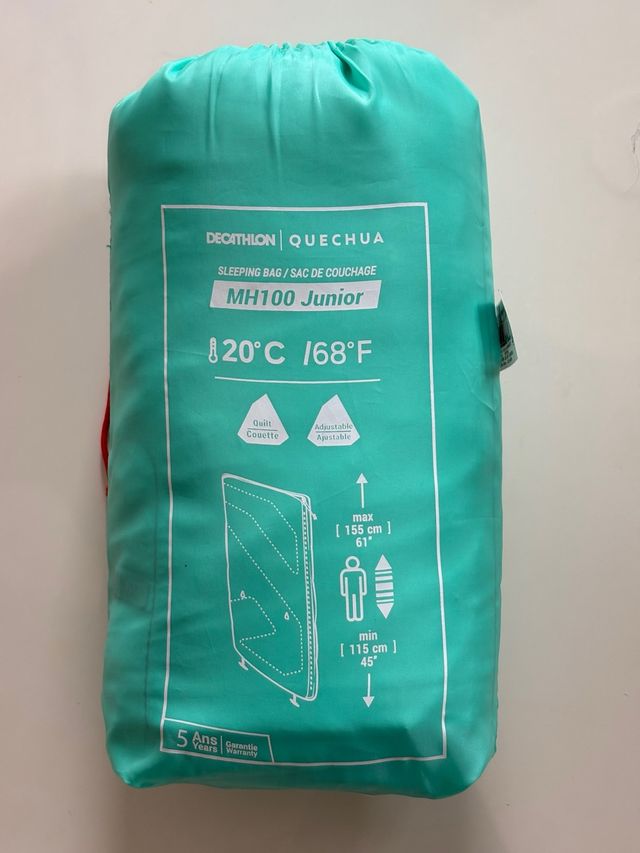 DECATHLON | QUECHUA
SLEEPING BAG / SAC DE COUCHAGE
MH100 Junior
20°C /68°F
Quilt
Couette
Adjustable
Ajustable
max
[ 155 cm ]
61"
min
[ 115 cm ]
45"
5 Ans
Years
Garantie
Warranty